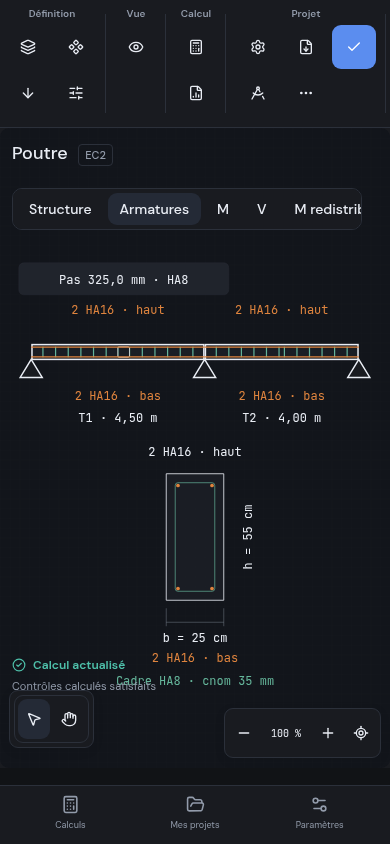 Définition
Vue
Calcul
Projet
Poutre
EC2
Structure
Armatures
M
V
M redistrib
Pas 325,0 mm · HA8
2 HA16 · haut
2 HA16 · haut
2 HA16 · bas
2 HA16 · bas
T1 · 4,50 m
T2 · 4,00 m
2 HA16 · haut
h = 55 cm
b = 25 cm
2 HA16 · bas
Calcul actualisé
Cadre HA8 · cnom 35 mm
Contrôles calculés satisfaits
100 %
Calculs
Mes projets
Paramètres